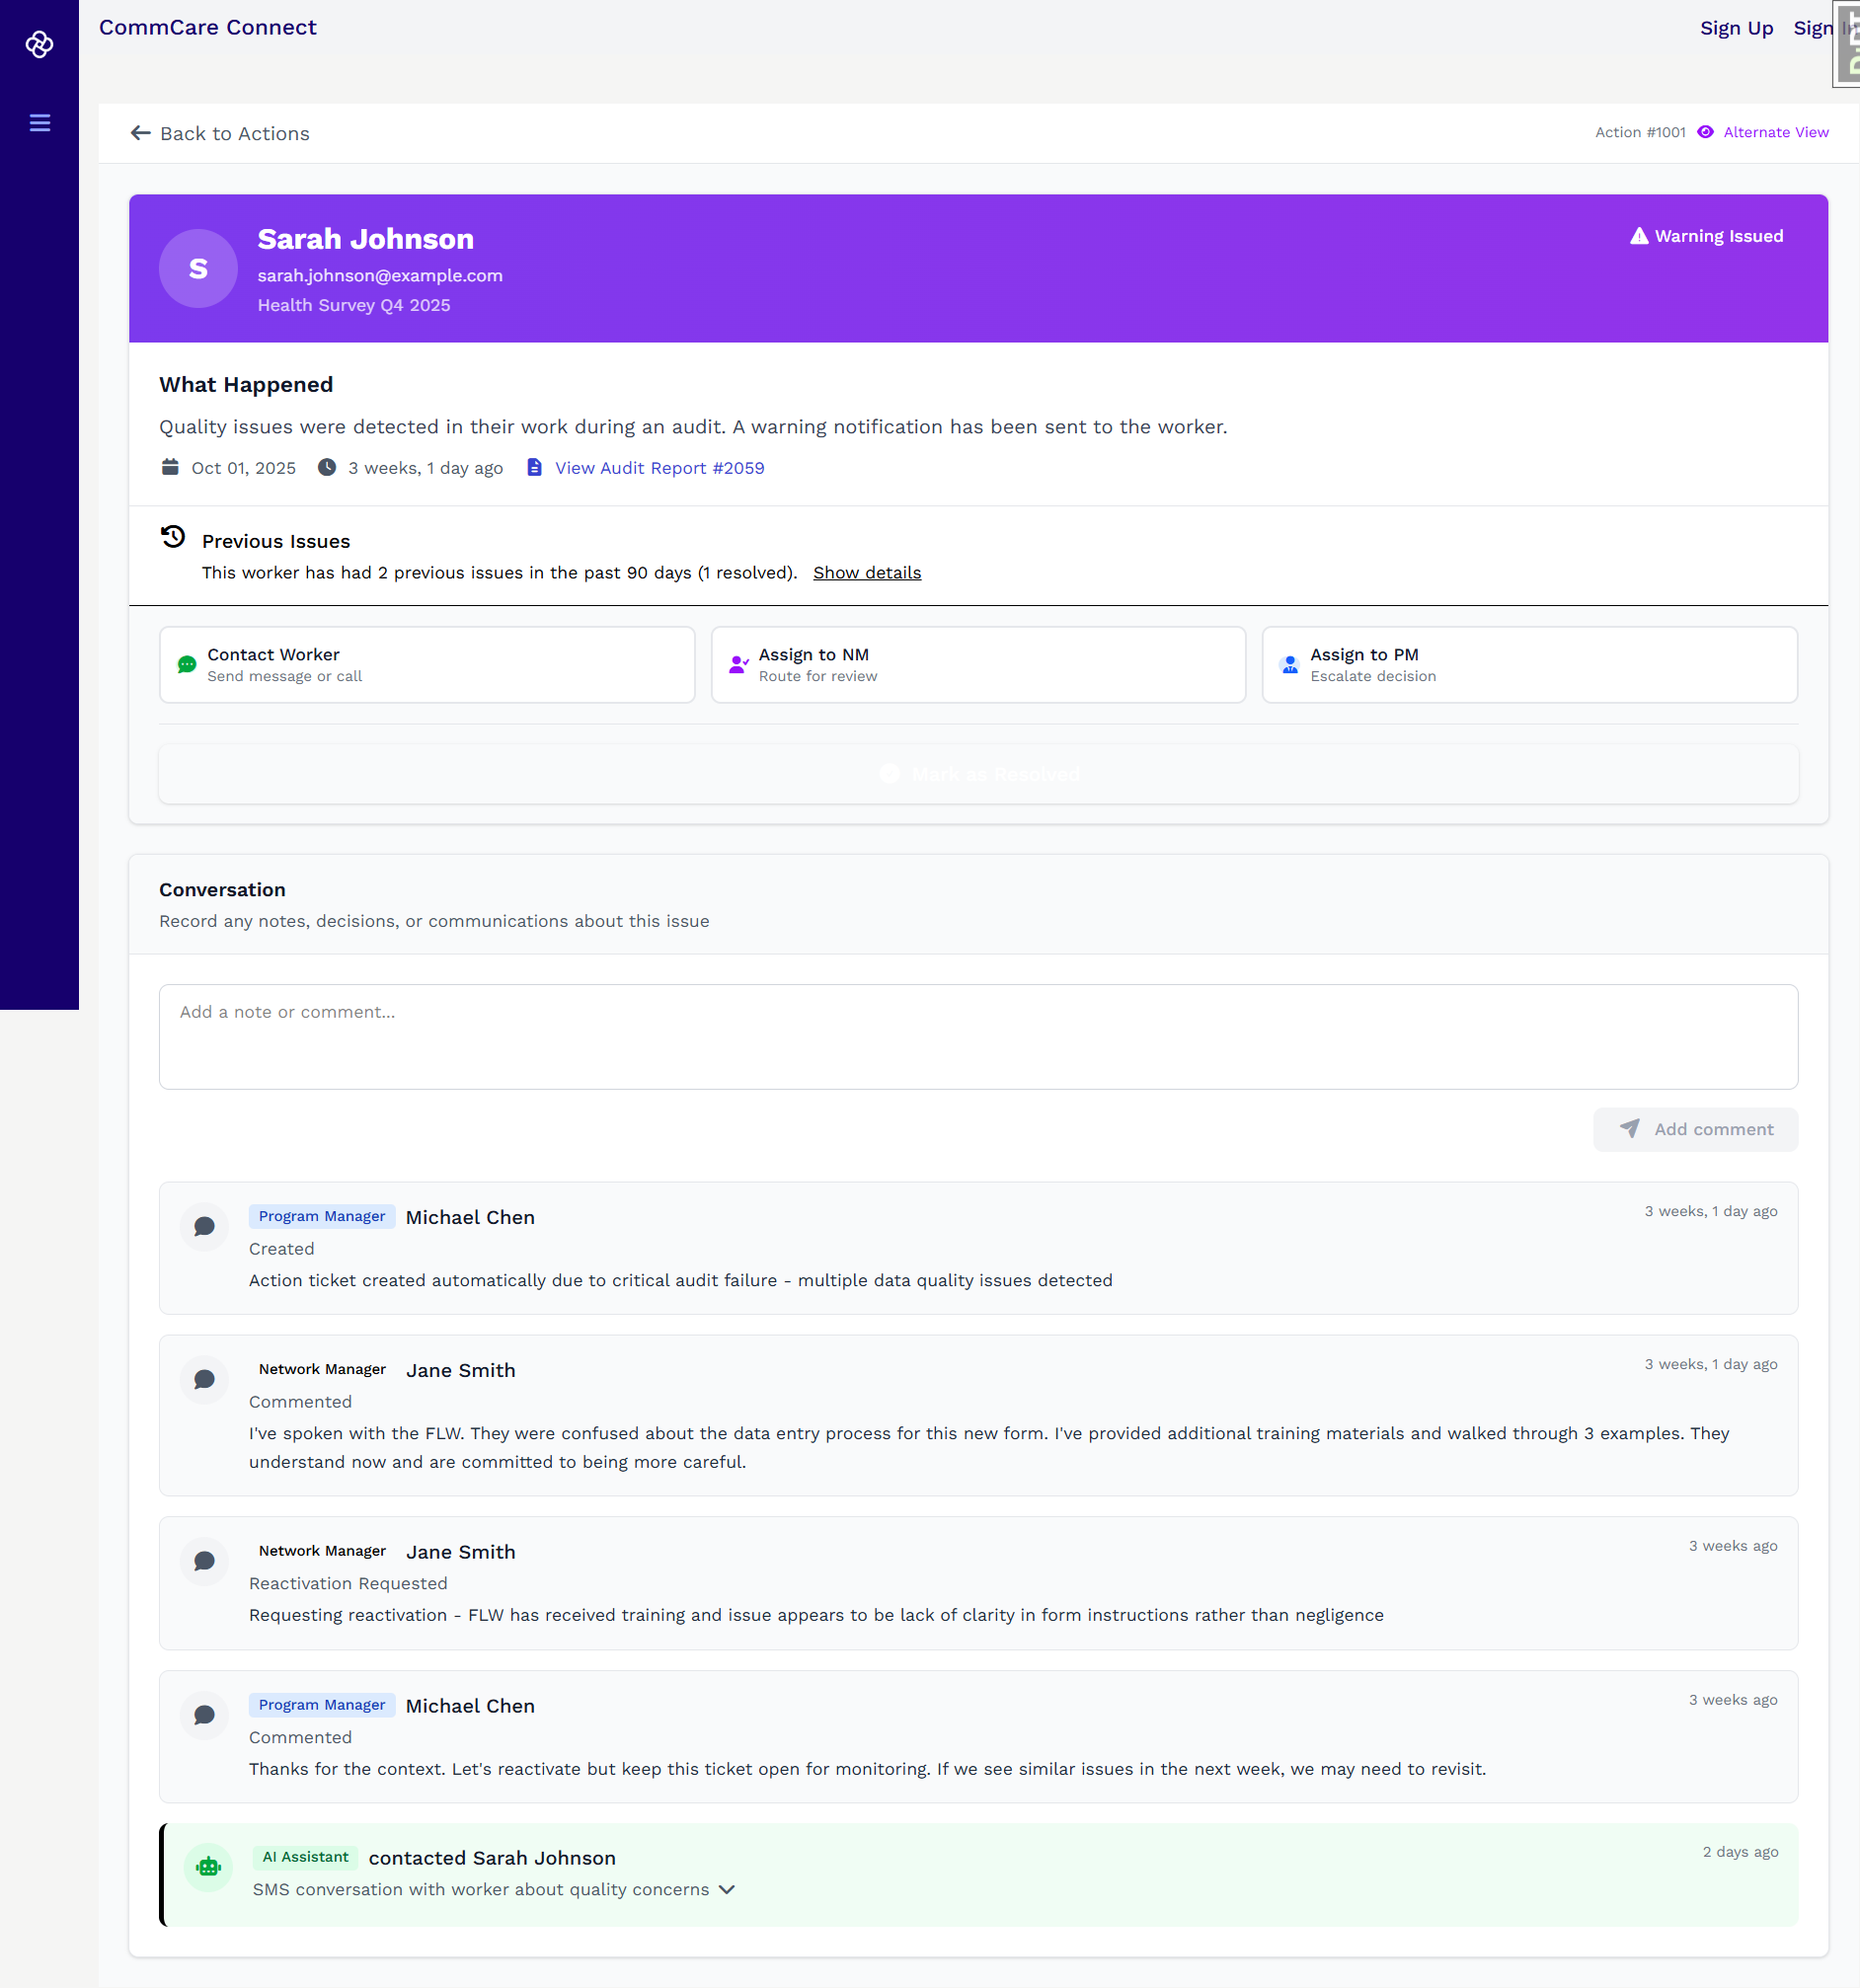 CommCare Connect
Sign Up Sign In
Back to Actions
Action #1001 Alternate View
S
Sarah Johnson
Warning Issued
sarah.johnson@example.com
Health Survey Q4 2025
What Happened
Quality issues were detected in their work during an audit. A warning notification has been sent to the worker.
Oct 01, 2025 3 weeks, 1 day ago View Audit Report #2059
Previous Issues
This worker has had 2 previous issues in the past 90 days (1 resolved). Show details
Contact Worker
Send message or call
Assign to NM
Route for review
Assign to PM
Escalate decision
Mark as Resolved
Conversation
Record any notes, decisions, or communications about this issue
Add a note or comment...
Add comment
Program Manager Michael Chen
3 weeks, 1 day ago
Created
Action ticket created automatically due to critical audit failure - multiple data quality issues detected
Network Manager Jane Smith
3 weeks, 1 day ago
Commented
I've spoken with the FLW. They were confused about the data entry process for this new form. I've provided additional training materials and walked through 3 examples. They
understand now and are committed to being more careful.
Network Manager Jane Smith
3 weeks ago
Reactivation Requested
Requesting reactivation - FLW has received training and issue appears to be lack of clarity in form instructions rather than negligence
Program Manager Michael Chen
3 weeks ago
Commented
Thanks for the context. Let's reactivate but keep this ticket open for monitoring. If we see similar issues in the next week, we may need to revisit.
AI Assistant contacted Sarah Johnson
2 days ago
SMS conversation with worker about quality concerns